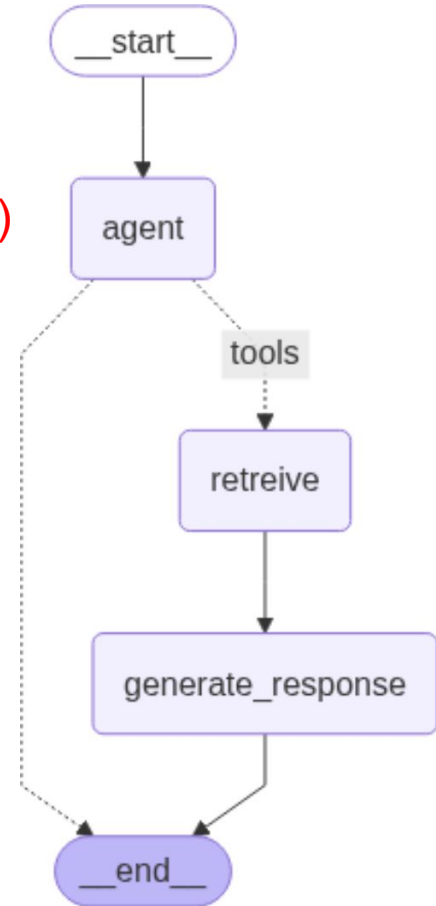 __start__
)
agent
tools
retreive
generate_response
__end__